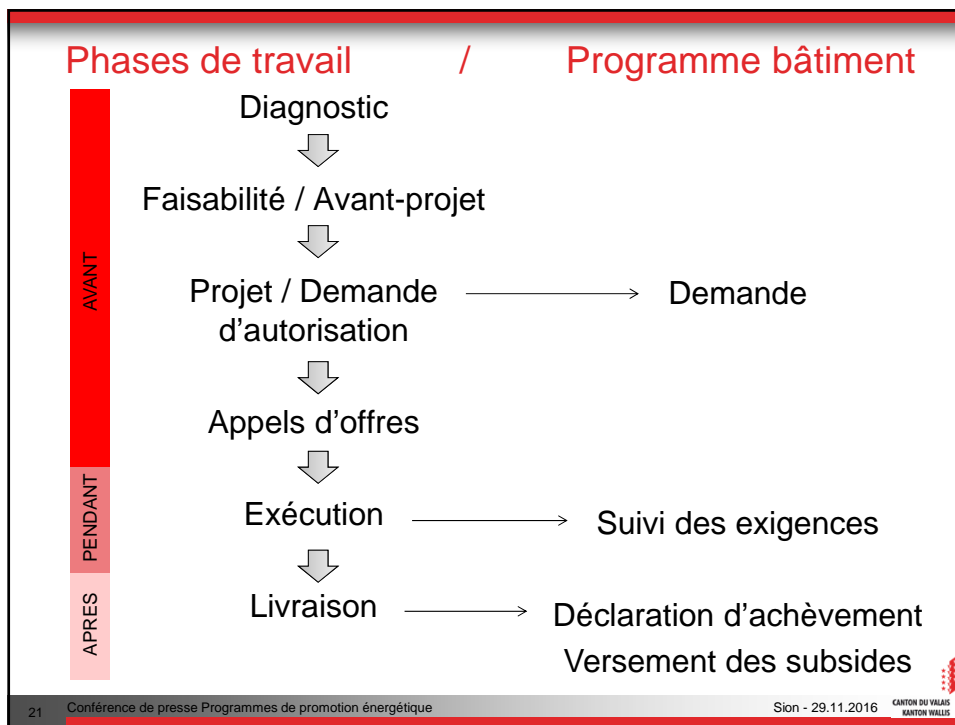 Phases de travail / Programme bâtiment
AVANT
Diagnostic
Faisabilité / Avant-projet
Projet / Demande
d’autorisation
Demande
Appels d’offres
PENDANT
Exécution
Suivi des exigences
APRES
Livraison
Déclaration d’achèvement
Versement des subsides
21
Conférence de presse Programmes de promotion énergétique
Sion - 29.11.2016
CANTON DU VALAIS
KANTON WALLIS